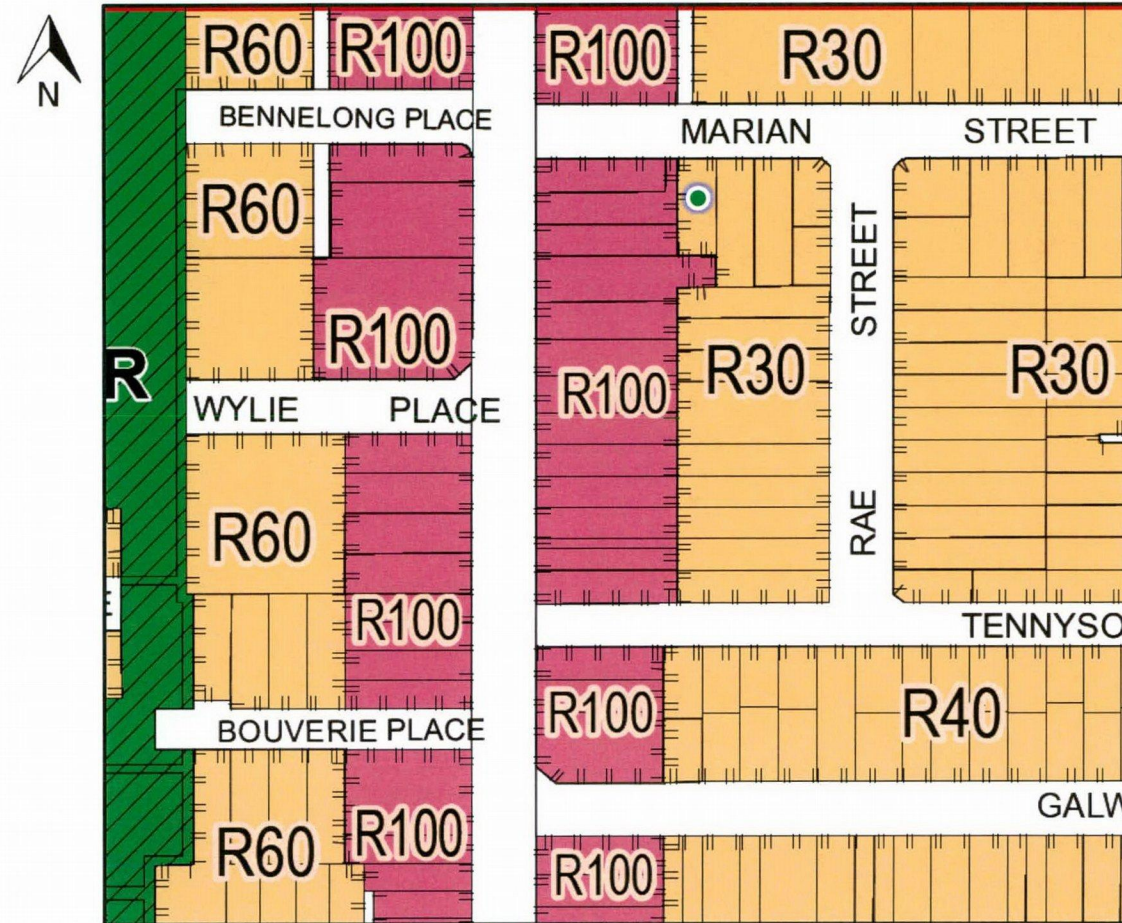 R60
R100
R100
R30
N
BENNELONG PLACE
MARIAN STREET
R60
STREET
R100
R
R30
R30
R100
WYLIE PLACE
RAE
R60
R100
TENNYSO
R100
R40
BOUVERIE PLACE
GALW
R100
R60
R100